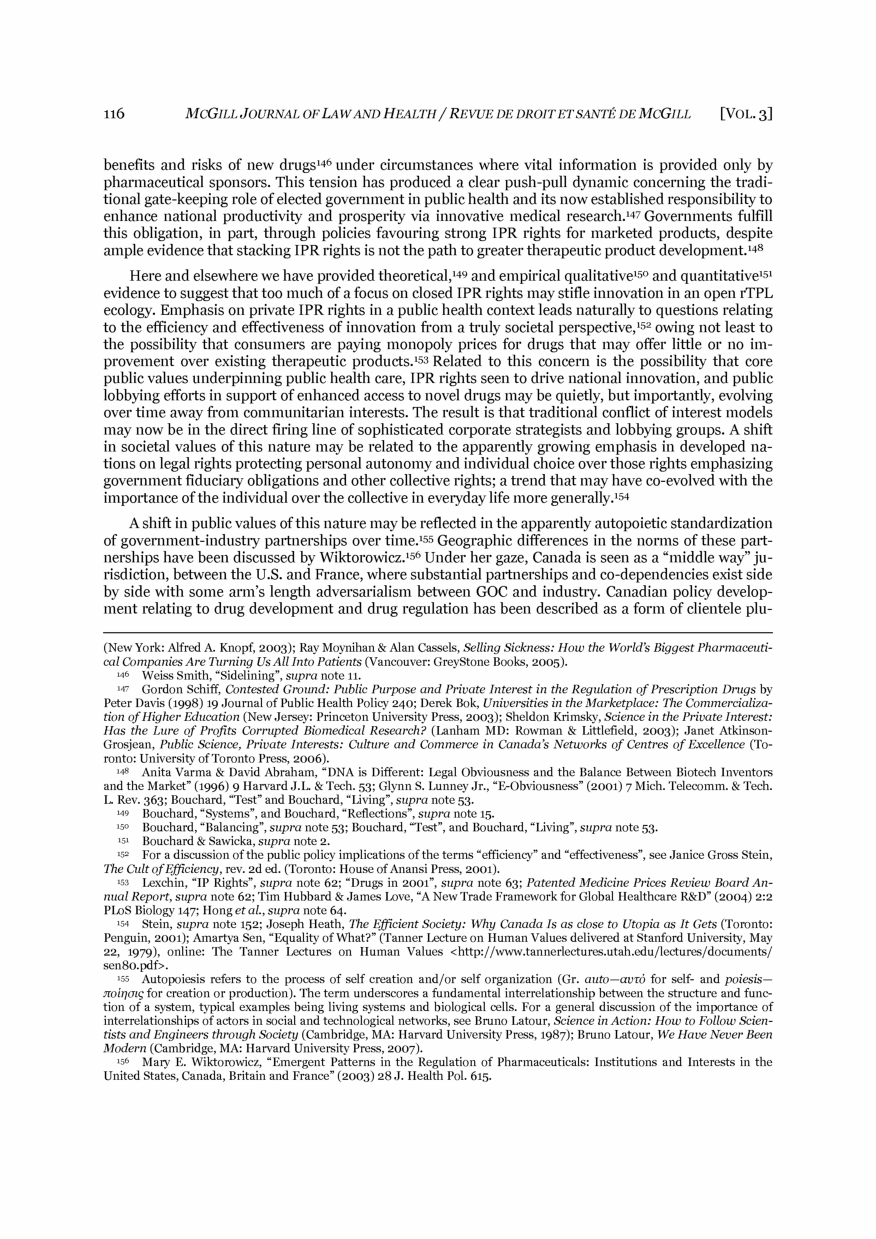 116 MCGILL JOURNAL OF LAW AND HEALTH / REVUE DE DROIT ET SANTÉ DE MCGILL [VOL. 3]
benefits and risks of new drugs146 under circumstances where vital information is provided only by
pharmaceutical sponsors. This tension has produced a clear push-pull dynamic concerning the tradi-
tional gate-keeping role of elected government in public health and its now established responsibility to
enhance national productivity and prosperity via innovative medical research.147 Governments fulfill
this obligation, in part, through policies favouring strong IPR rights for marketed products, despite
ample evidence that stacking IPR rights is not the path to greater therapeutic product development.148
Here and elsewhere we have provided theoretical,149 and empirical qualitative150 and quantitative151
evidence to suggest that too much of a focus on closed IPR rights may stifle innovation in an open rTPL
ecology. Emphasis on private IPR rights in a public health context leads naturally to questions relating
to the efficiency and effectiveness of innovation from a truly societal perspective,152 owing not least to
the possibility that consumers are paying monopoly prices for drugs that may offer little or no im-
provement over existing therapeutic products.153 Related to this concern is the possibility that core
public values underpinning public health care, IPR rights seen to drive national innovation, and public
lobbying efforts in support of enhanced access to novel drugs may be quietly, but importantly, evolving
over time away from communitarian interests. The result is that traditional conflict of interest models
may now be in the direct firing line of sophisticated corporate strategists and lobbying groups. A shift
in societal values of this nature may be related to the apparently growing emphasis in developed na-
tions on legal rights protecting personal autonomy and individual choice over those rights emphasizing
government fiduciary obligations and other collective rights; a trend that may have co-evolved with the
importance of the individual over the collective in everyday life more generally.154
A shift in public values of this nature may be reflected in the apparently autopoietic standardization
of government-industry partnerships over time.155 Geographic differences in the norms of these part-
nerships have been discussed by Wiktorowicz.156 Under her gaze, Canada is seen as a “middle way” ju-
risdiction, between the U.S. and France, where substantial partnerships and co-dependencies exist side
by side with some arm’s length adversarialism between GOC and industry. Canadian policy develop-
ment relating to drug development and drug regulation has been described as a form of clientele plu-
(New York: Alfred A. Knopf, 2003); Ray Moynihan & Alan Cassels, Selling Sickness: How the World’s Biggest Pharmaceuti-
cal Companies Are Turning Us All Into Patients (Vancouver: GreyStone Books, 2005).
146 Weiss Smith, “Sidelining”, supra note 11.
147 Gordon Schiff, Contested Ground: Public Purpose and Private Interest in the Regulation of Prescription Drugs by
Peter Davis (1998) 19 Journal of Public Health Policy 240; Derek Bok, Universities in the Marketplace: The Commercializa-
tion of Higher Education (New Jersey: Princeton University Press, 2003); Sheldon Krimsky, Science in the Private Interest:
Has the Lure of Profits Corrupted Biomedical Research? (Lanham MD: Rowman & Littlefield, 2003); Janet Atkinson-
Grosjean, Public Science, Private Interests: Culture and Commerce in Canada’s Networks of Centres of Excellence (To-
ronto: University of Toronto Press, 2006).
148 Anita Varma & David Abraham, “DNA is Different: Legal Obviousness and the Balance Between Biotech Inventors
and the Market” (1996) 9 Harvard J.L. & Tech. 53; Glynn S. Lunney Jr., “E-Obviousness” (2001) 7 Mich. Telecomm. & Tech.
L. Rev. 363; Bouchard, “Test” and Bouchard, “Living”, supra note 53.
149 Bouchard, “Systems”, and Bouchard, “Reflections”, supra note 15.
150 Bouchard, “Balancing”, supra note 53; Bouchard, “Test”, and Bouchard, “Living”, supra note 53.
151 Bouchard & Sawicka, supra note 2.
152 For a discussion of the public policy implications of the terms “efficiency” and “effectiveness”, see Janice Gross Stein,
The Cult of Efficiency, rev. 2d ed. (Toronto: House of Anansi Press, 2001).
153 Lexchin, “IP Rights”, supra note 62; “Drugs in 2001”, supra note 63; Patented Medicine Prices Review Board An-
nual Report, supra note 62; Tim Hubbard & James Love, “A New Trade Framework for Global Healthcare R&D” (2004) 2:2
PLoS Biology 147; Hong et al., supra note 64.
154 Stein, supra note 152; Joseph Heath, The Efficient Society: Why Canada Is as close to Utopia as It Gets (Toronto:
Penguin, 2001); Amartya Sen, “Equality of What?” (Tanner Lecture on Human Values delivered at Stanford University, May
22, 1979), online: The Tanner Lectures on Human Values <http://www.tannerlectures.utah.edu/lectures/documents/
sen80.pdf>.
155 Autopoiesis refers to the process of self creation and/or self organization (Gr. auto—αυτό for self- and poiesis—
ποίησις for creation or production). The term underscores a fundamental interrelationship between the structure and func-
tion of a system, typical examples being living systems and biological cells. For a general discussion of the importance of
interrelationships of actors in social and technological networks, see Bruno Latour, Science in Action: How to Follow Scien-
tists and Engineers through Society (Cambridge, MA: Harvard University Press, 1987); Bruno Latour, We Have Never Been
Modern (Cambridge, MA: Harvard University Press, 2007).
156 Mary E. Wiktorowicz, “Emergent Patterns in the Regulation of Pharmaceuticals: Institutions and Interests in the
United States, Canada, Britain and France” (2003) 28 J. Health Pol. 615.